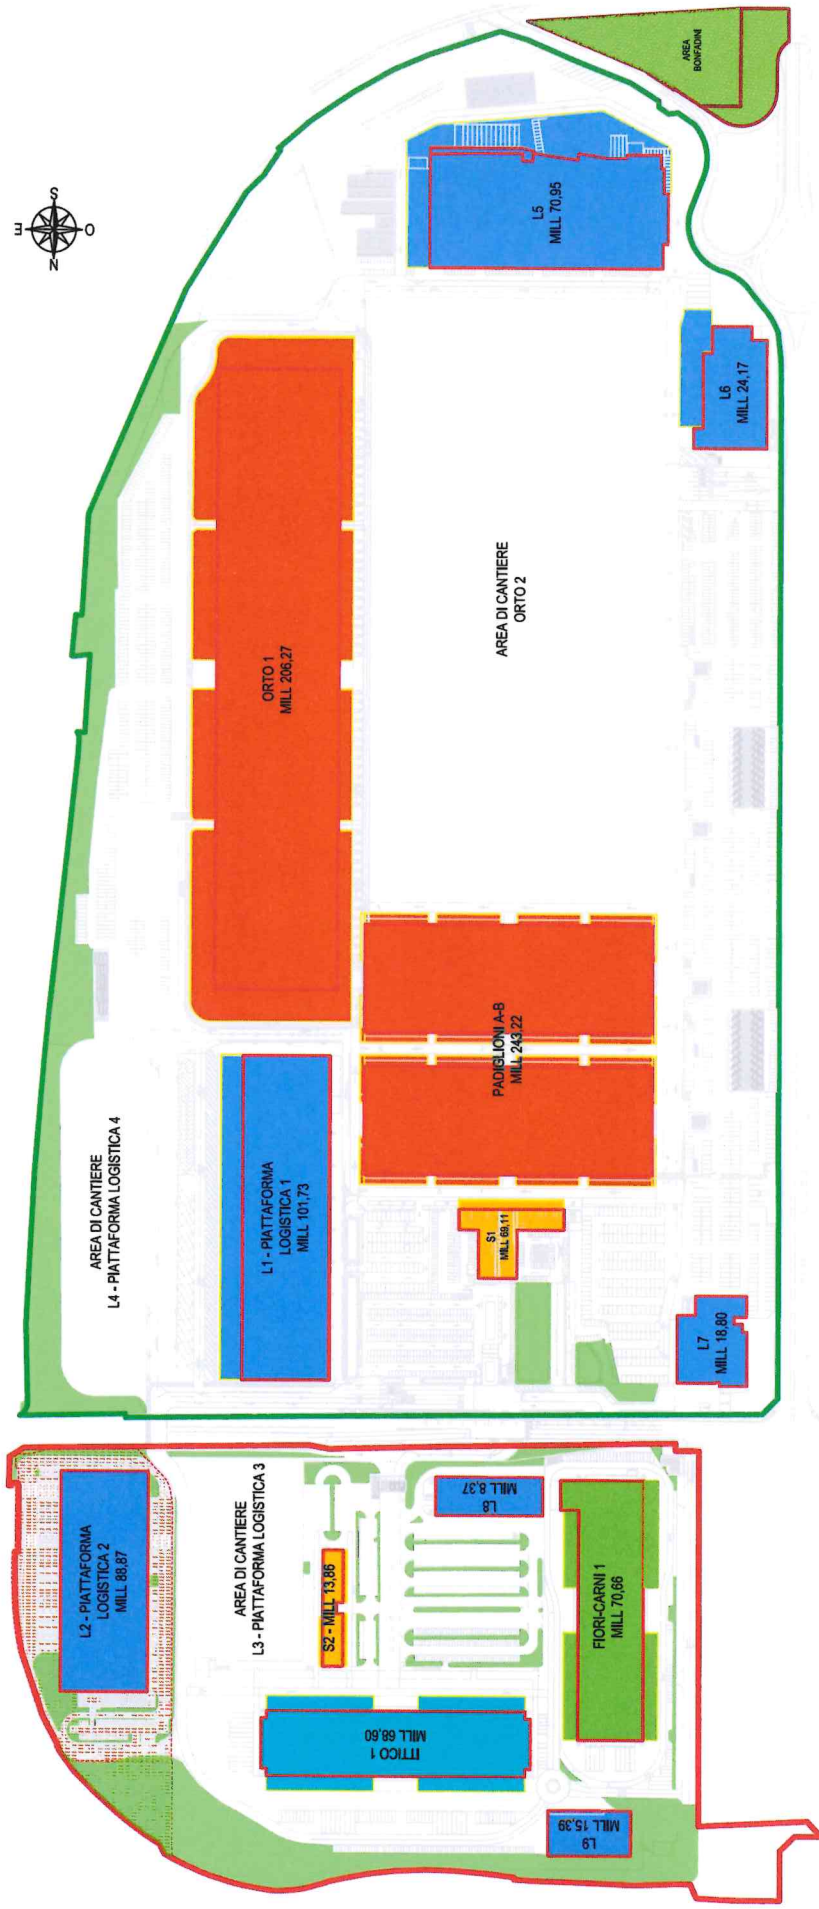 AREA
BONFADINI
S
E
O
N
L5
MILL 70,95
L6
MILL 24,17
ORTO 1
MILL 206,27
AREA DI CANTIERE
ORTO 2
PADIGLIONI A-B
MILL 243,22
AREA DI CANTIERE
L4 - PIATTAFORMA LOGISTICA 4
L1 - PIATTAFORMA
LOGISTICA 1
MILL 101,73
S1
MILL 69,11
L7
MILL 18,80
L2 - PIATTAFORMA
LOGISTICA 2
MILL 88,87
AREA DI CANTIERE
L3 - PIATTAFORMA LOGISTICA 3
L8
MILL 8,37
S2 - MILL 13,86
FIORI-CARNI 1
MILL 70,66
ITTICO 1
MILL 68,60
L9
MILL 15,39